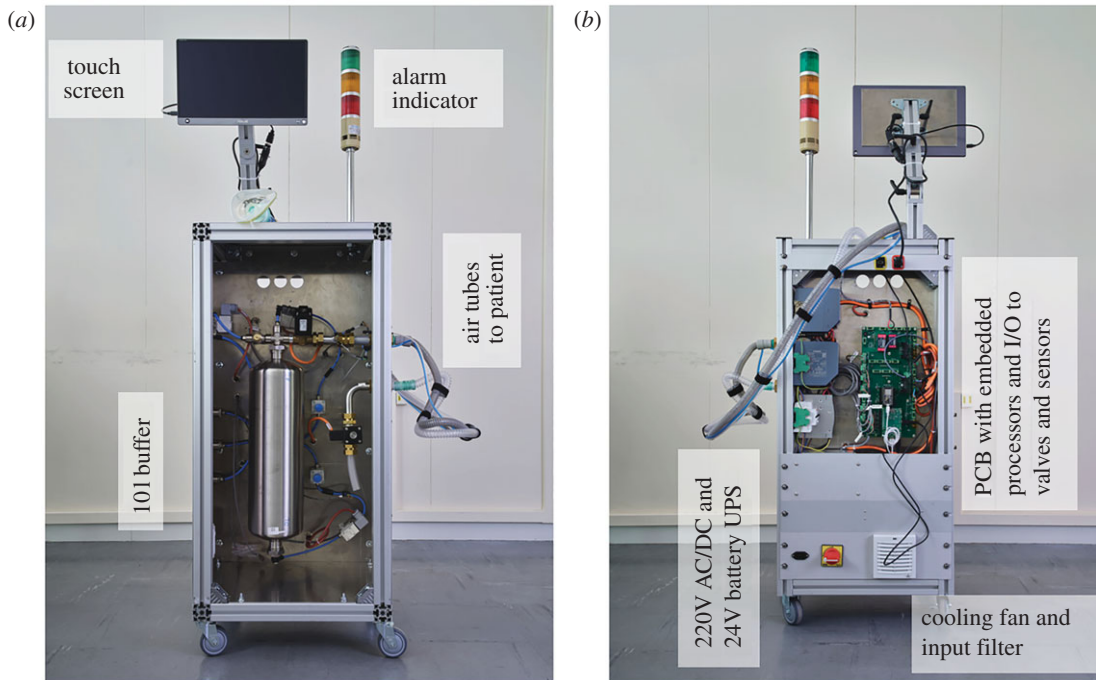 (a)
touch
screen
alarm
indicator
air tubes
to patient
10 l buffer
(b)
PCB with embedded
processors and I/O to
valves and sensors
220V AC/DC and
24V battery UPS
cooling fan and
input filter